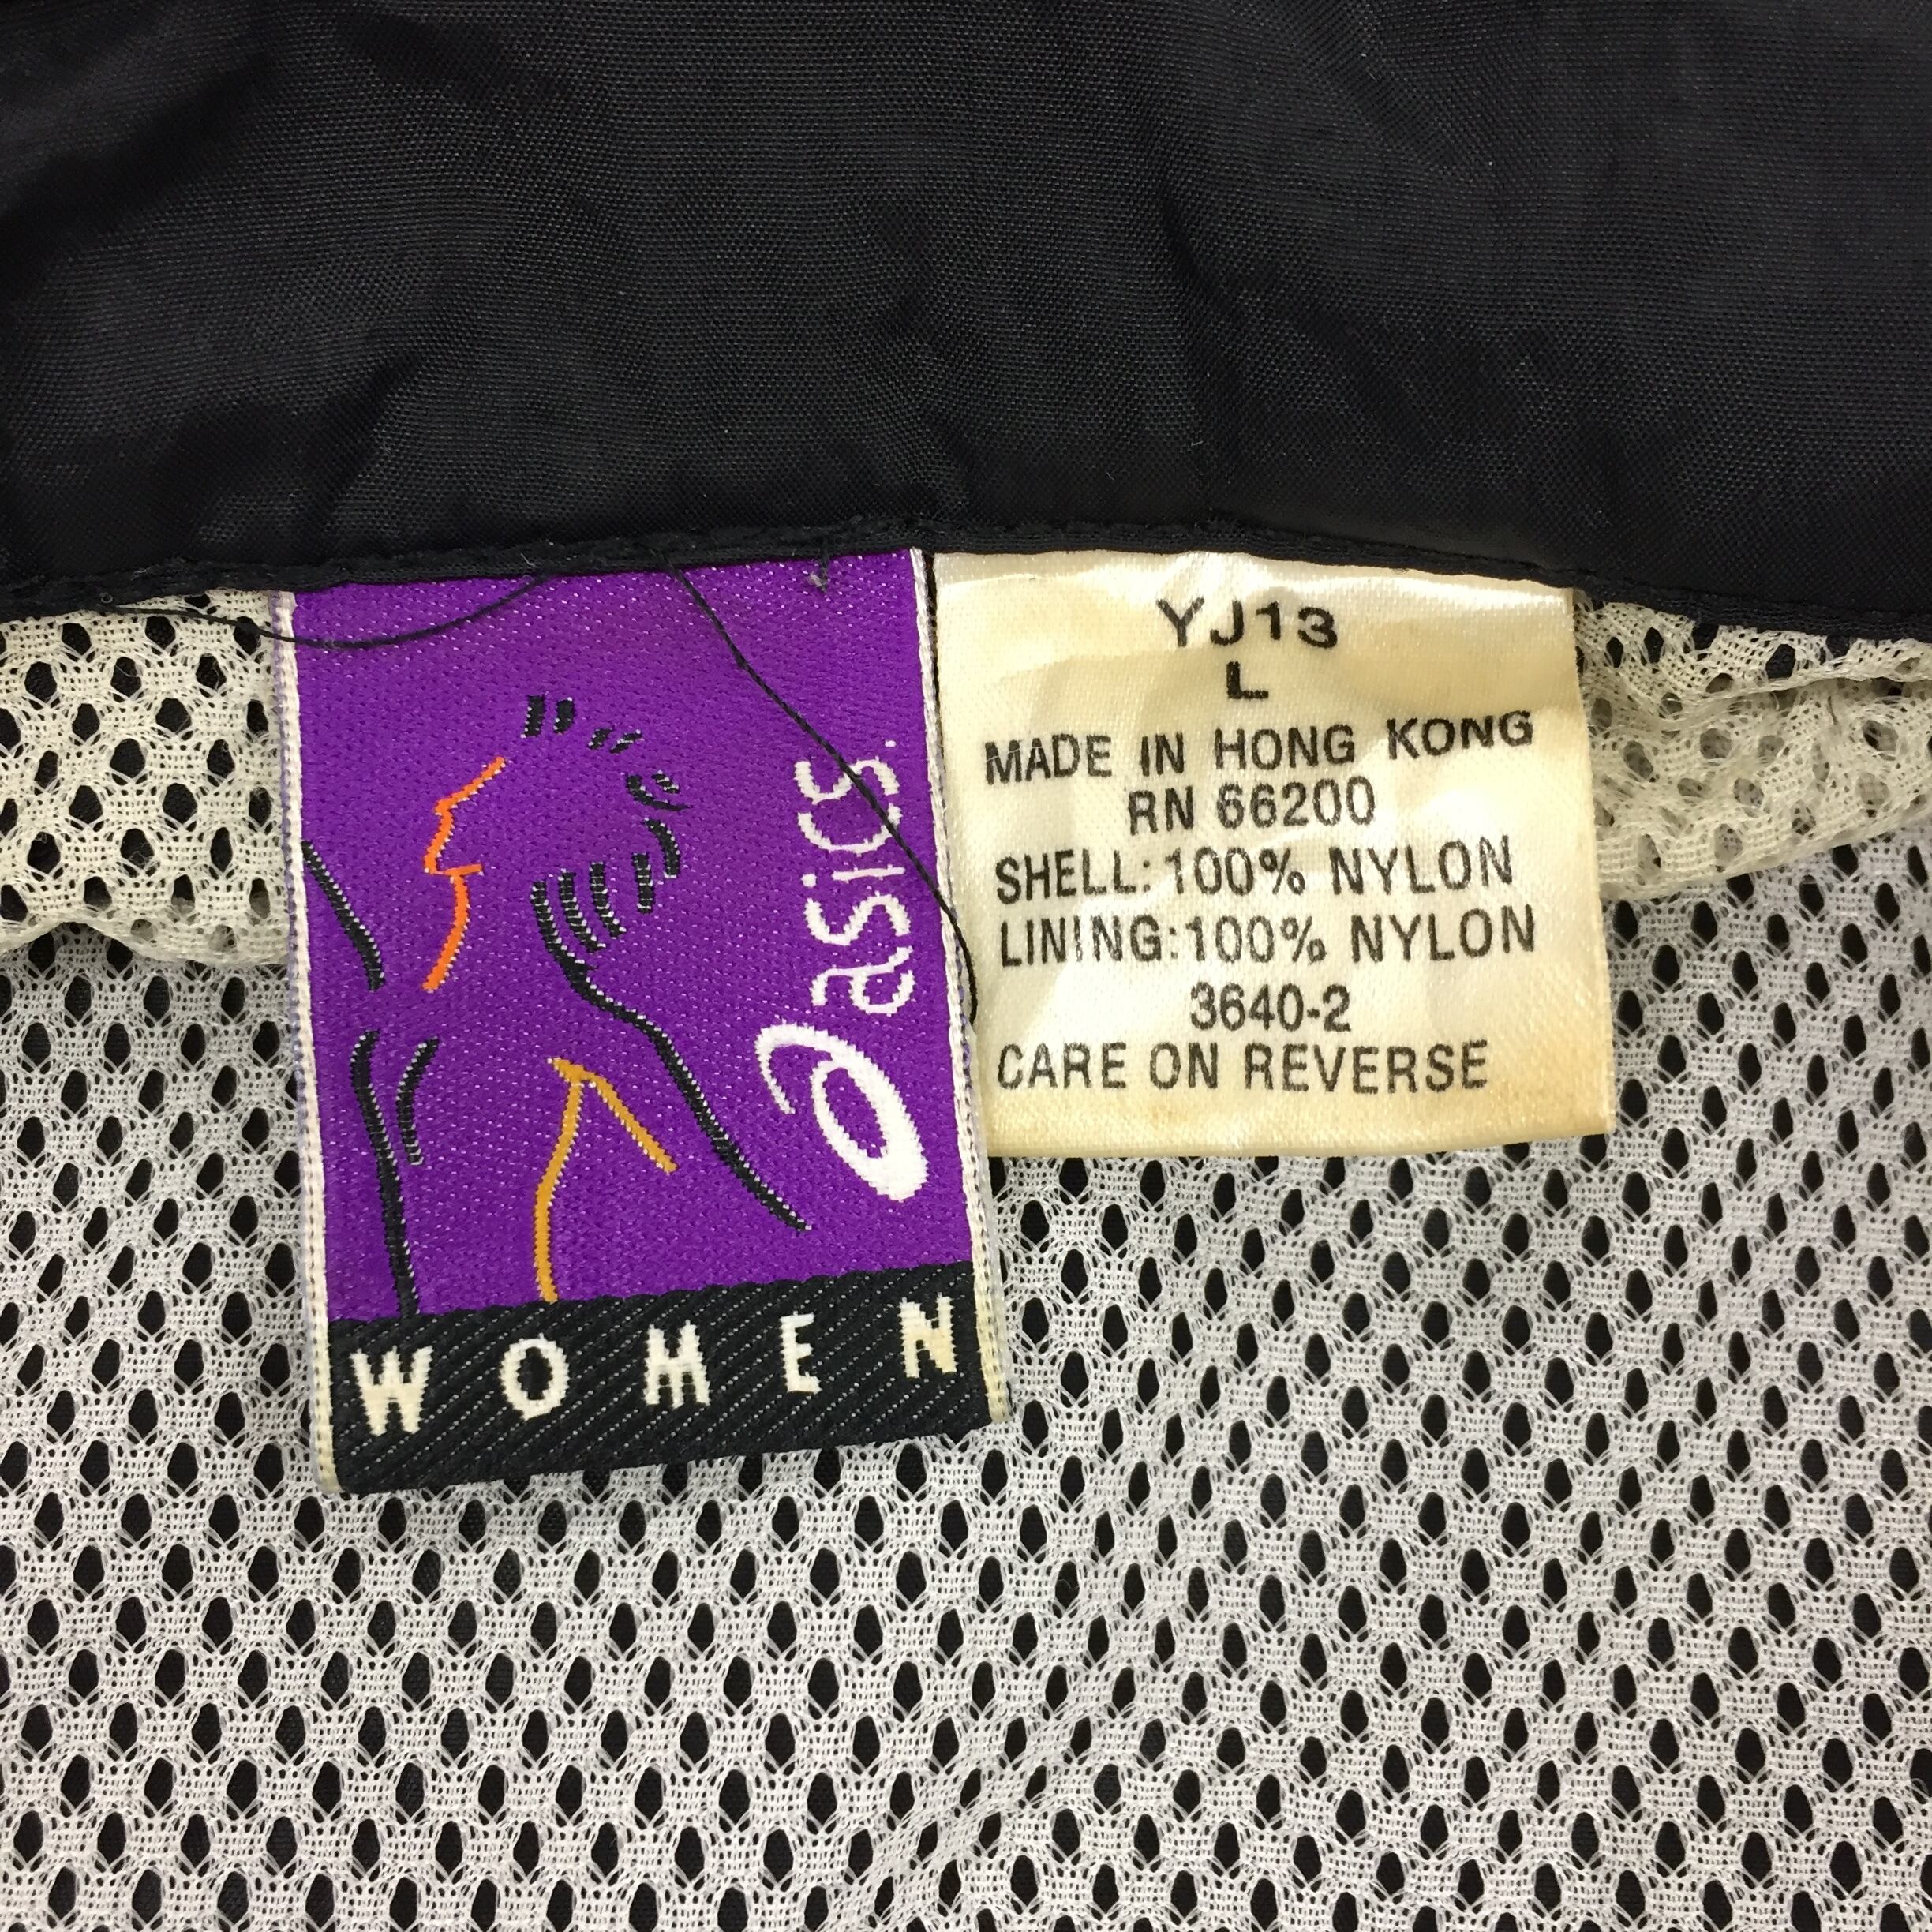 asics.
WOMEN
YJ13
L
MADE IN HONG KONG
RN 66200
SHELL: 100% NYLON
LINING: 100% NYLON
3640-2
CARE ON REVERSE